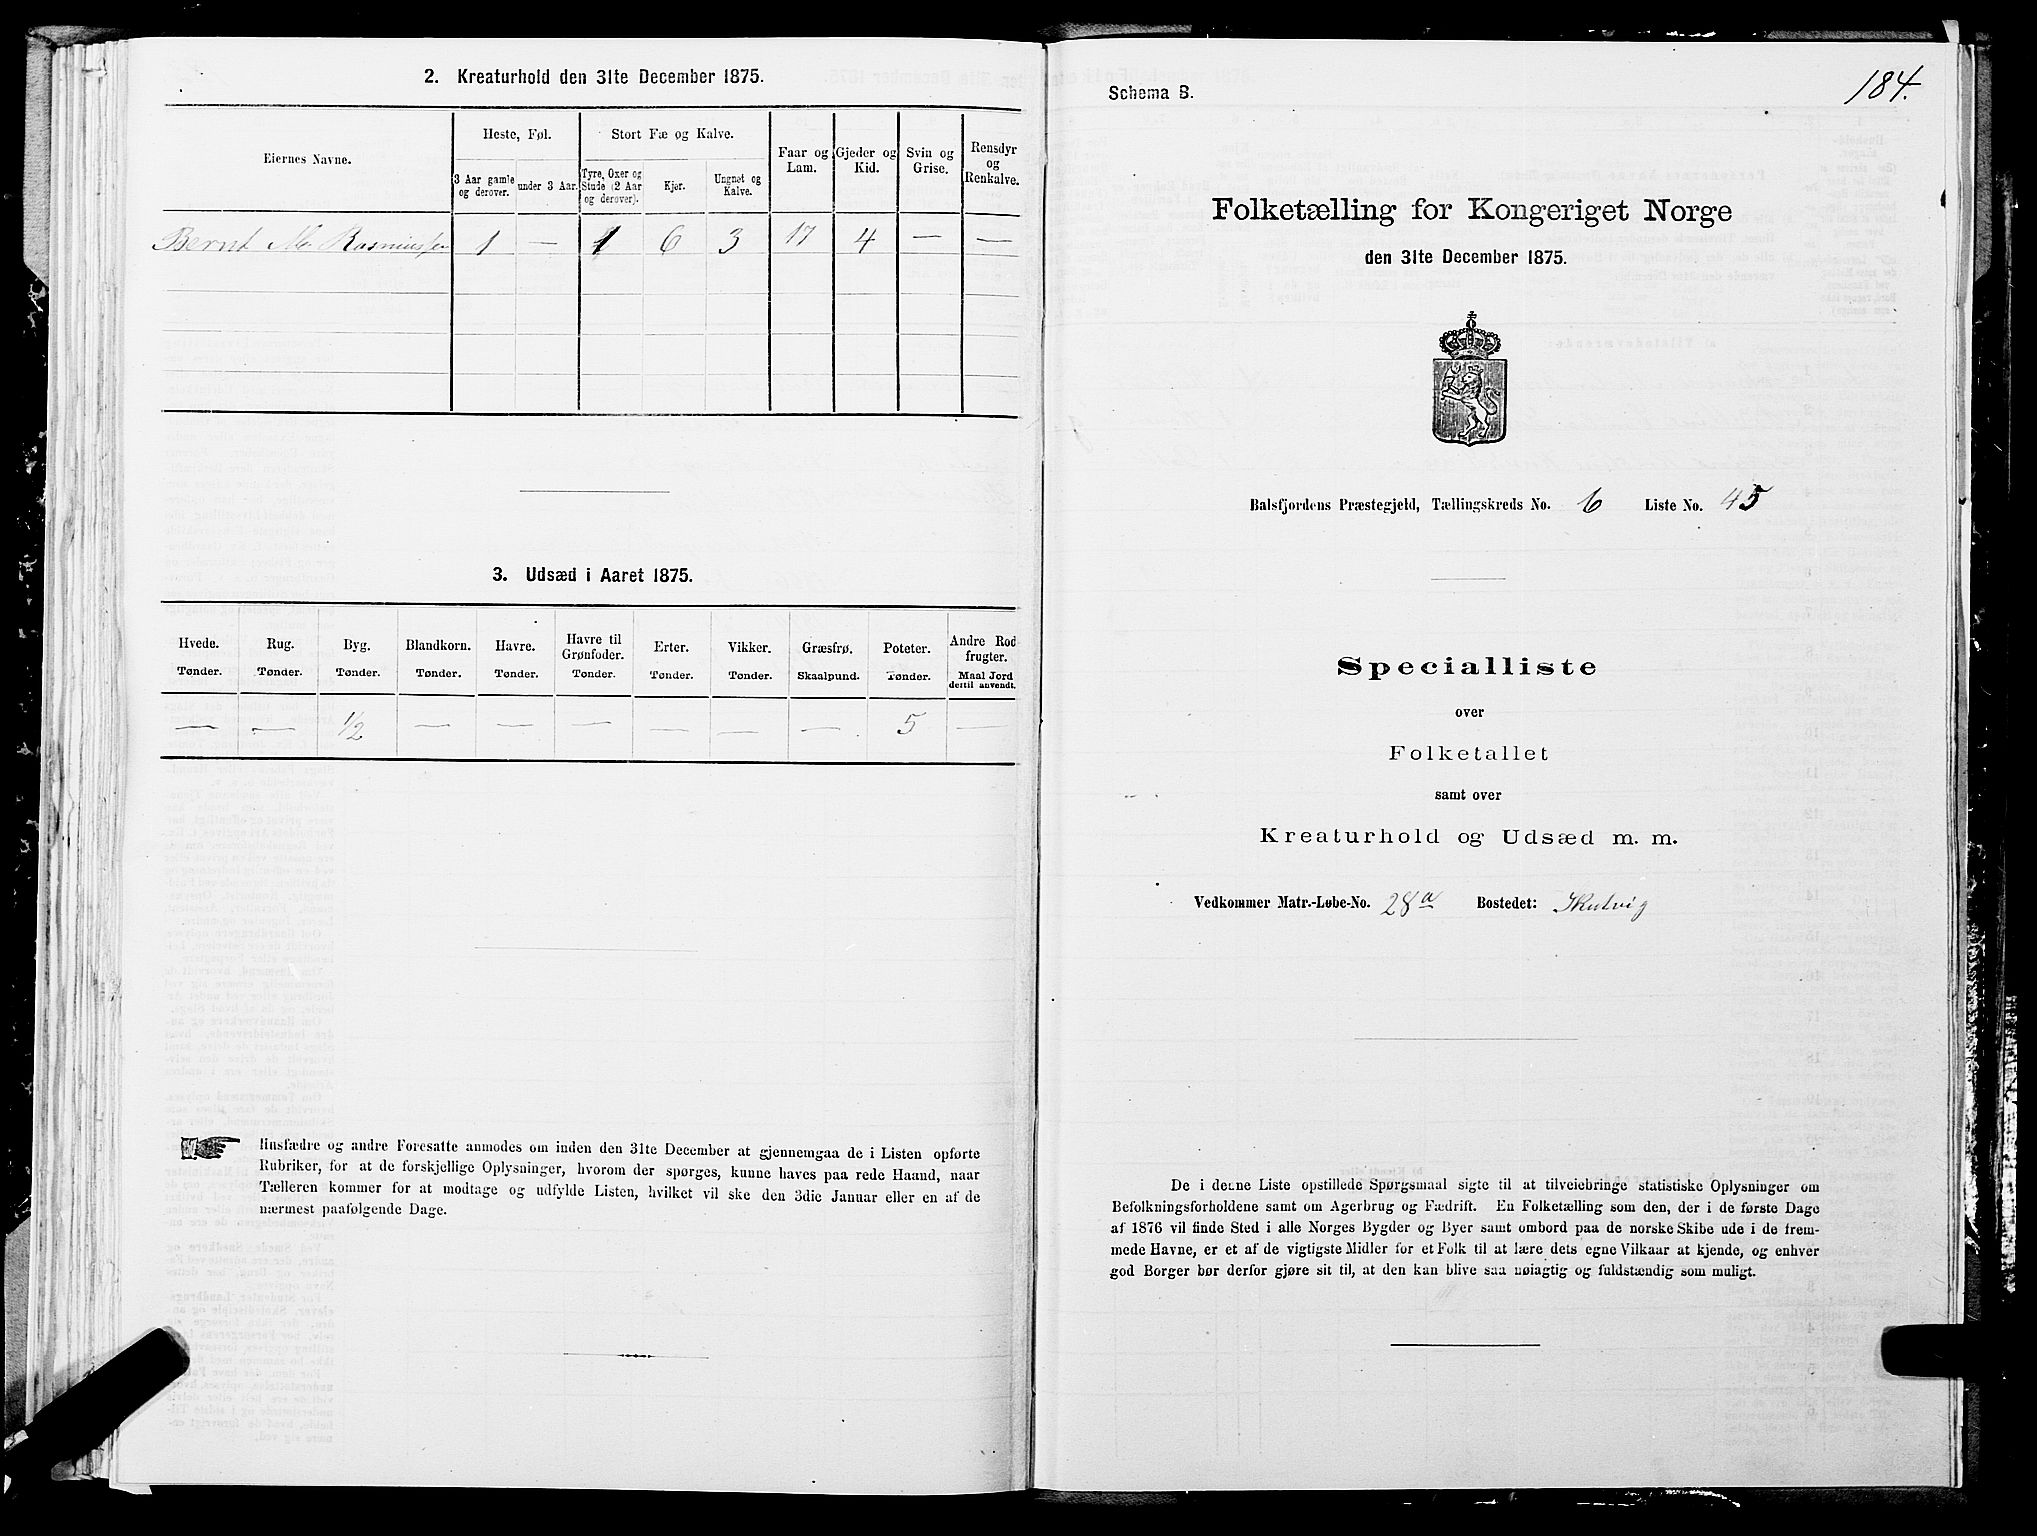 2. Kreaturhold den 31te December 1875.
Eiernes Navne.
Heste, Føl.
Stort Fæ og Kalve.
Faar og Lam.
Gjeder og Kid.
Svin og Grise.
Rensdyr og Renkalve.
3 Aar gamle og derover.
under 3 Aar.
Tyre, Oxer og Stude (2 Aar og derover).
Kjør.
Ungnøt og Kalve.
Bernt M. Rasmussen 1 — 1 6 3 17 4 — —
3. Udsæd i Aaret 1875.
Hvede. Rug. Byg. Blandkorn. Havre. Havre til Grønfoder. Erter. Vikker. Græsfrø. Poteter. Andre Rodfrugter.
Tønder. Tønder. Tønder. Tønder. Tønder. Tønder. Tønder. Tønder. Skaalpund. Tønder. Maal Jord dertil anvendt.
— — 1/2 — — — — — — 5 —
Husfædre og andre Foresatte anmodes om inden den 31te December at gjennemgaa de i Listen opførte
Rubriker, for at de forskjellige Oplysninger, hvorom der spørges, kunne haves paa rede Haand, naar
Tælleren kommer for at modtage og udfylde Listen, hvilket vil ske den 3die Januar eller en af de
nærmest paafølgende Dage.
Schema B.
184.
Folketælling for Kongeriget Norge
den 31te December 1875.
Balsfjordens Præstegjeld, Tællingskreds No. 6 Liste No. 45
Specialliste
over
Folketallet
samt over
Kreaturhold og Udsæd m. m.
Vedkommer Matr.-Løbe-No. 28a Bostedet: Skutvig
De i denne Liste opstillede Spørgsmaal sigte til at tilveiebringe statistiske Oplysninger om
Befolkningsforholdene samt om Agerbrug og Fædrift. En Folketælling som den, der i de første Dage
af 1876 vil finde Sted i alle Norges Bygder og Byer samt ombord paa de norske Skibe ude i de frem-
mede Havne, er et af de vigtigste Midler for et Folk til at lære dets egne Vilkaar at kjende, og enhver
god Borger bør derfor gjøre sit til, at den kan blive saa nøiagtig og fuldstændig som muligt.